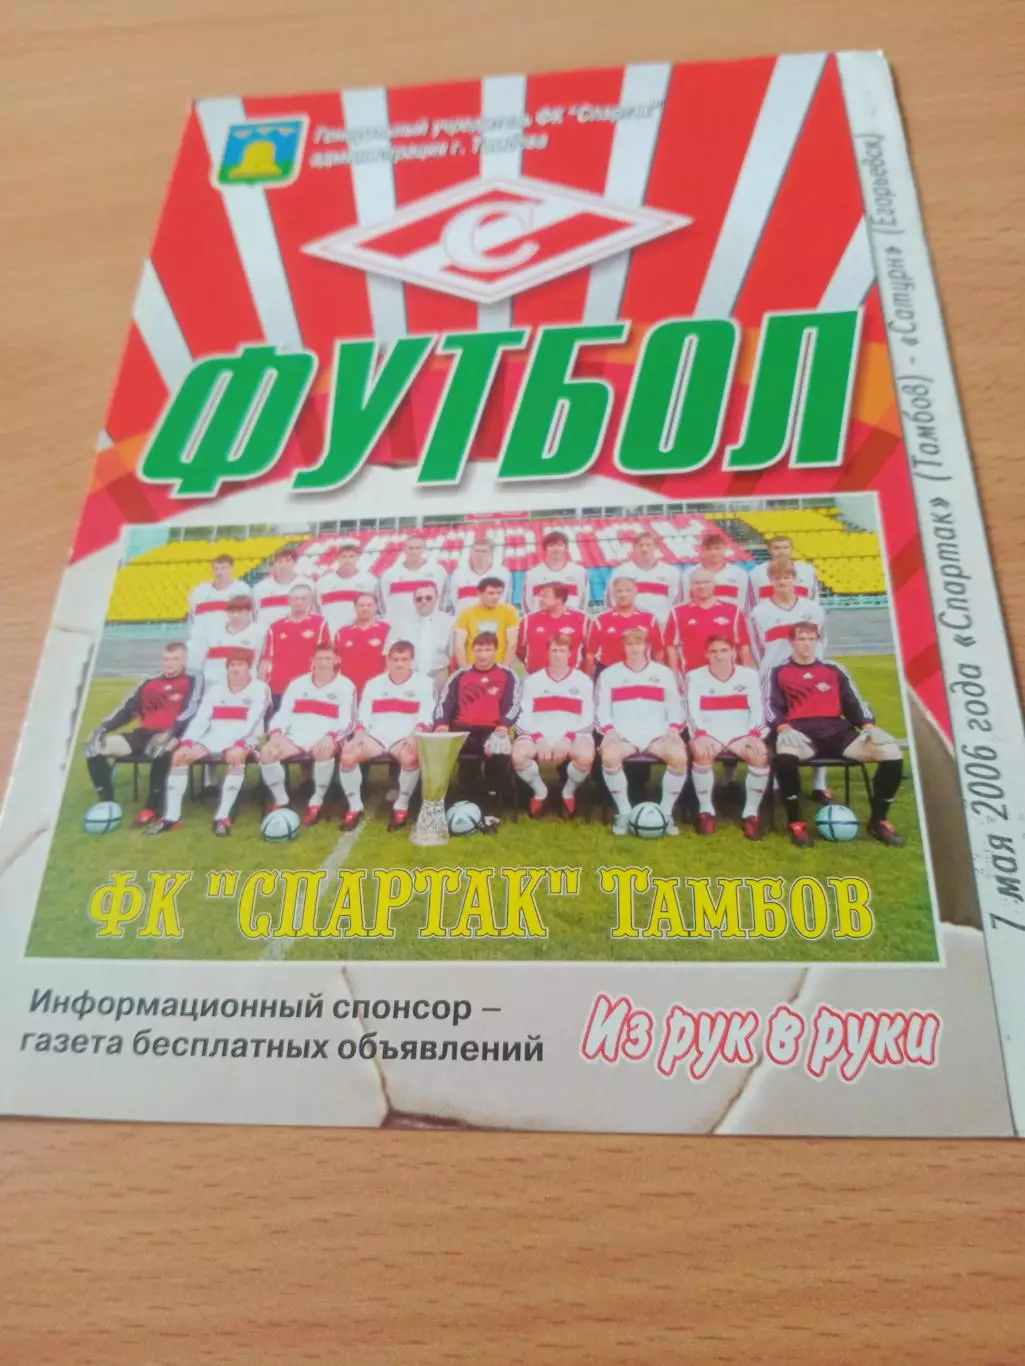 Генеральный учредитель ФК "Спартак"
администрация г. Тамбова
С
ФУТБОЛ
СПАРТАК
ФК "СПАРТАК" ТАМБОВ
Информационный спонсор –
газета бесплатных объявлений
Из рук в руки
7 мая 2006 года «Спартак» (Тамбов) - «Сатурн» (Егорьевск)